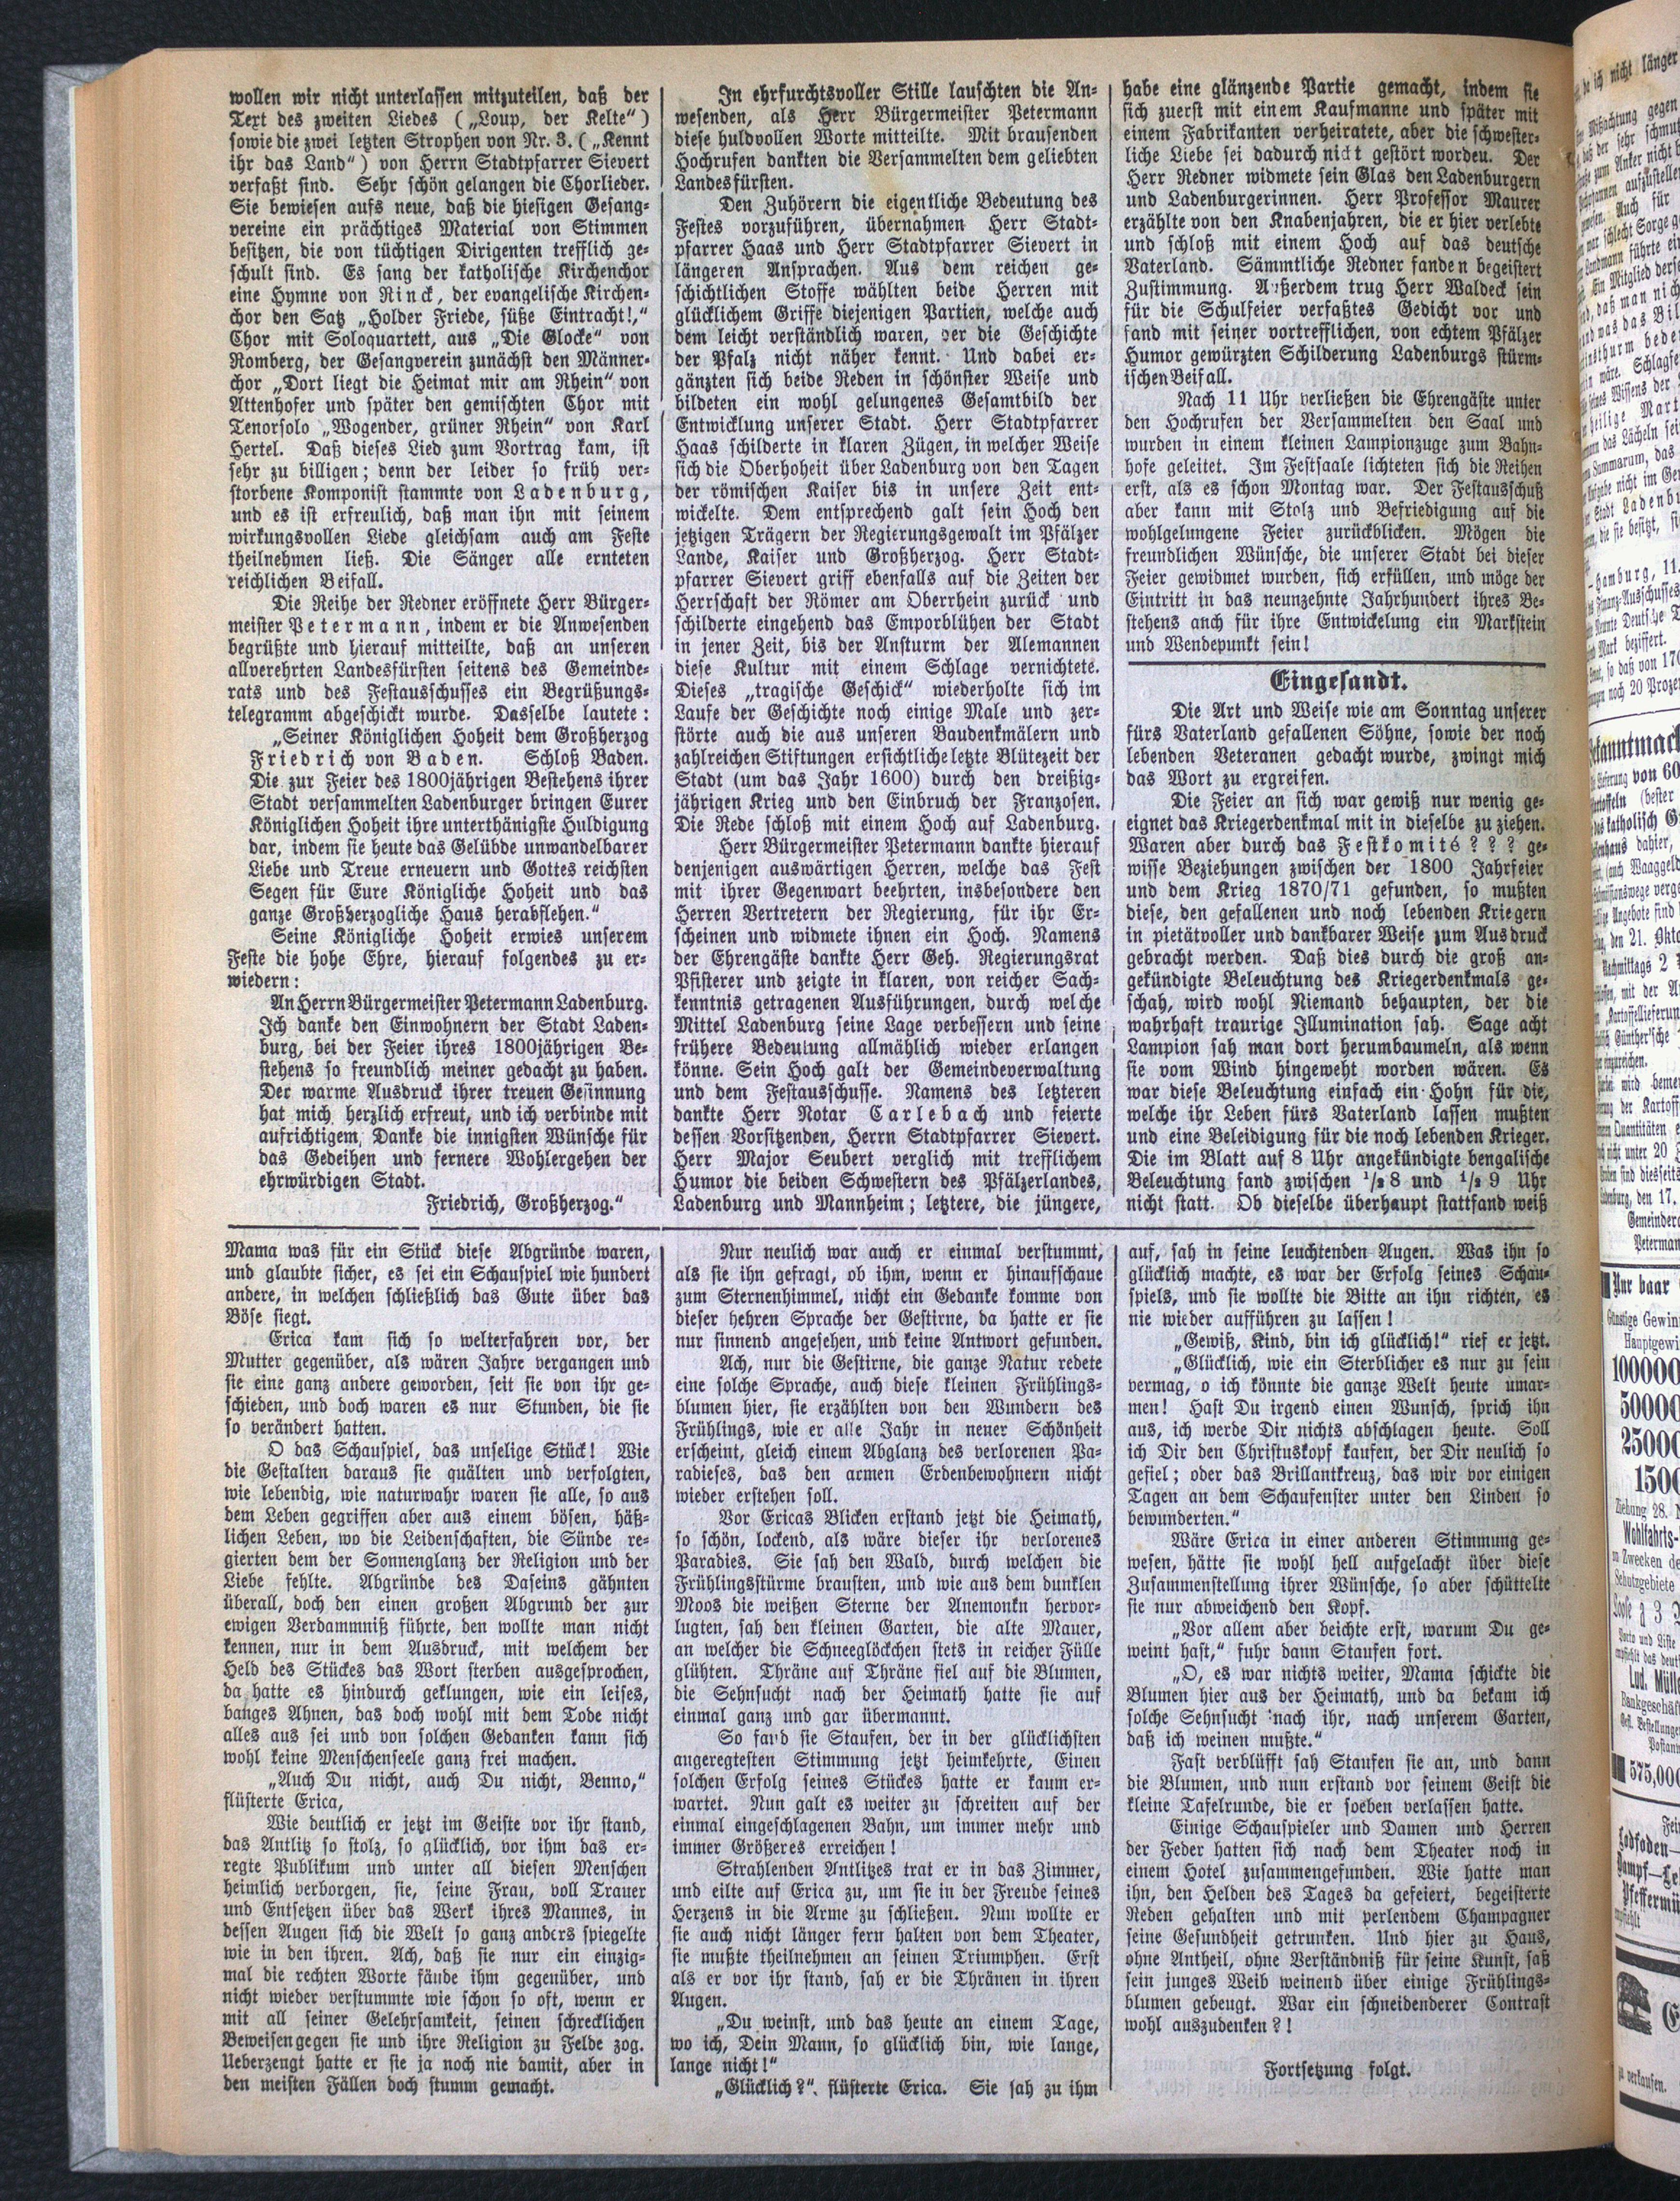 wollen wir nicht unterlassen mitzuteilen, daß der
Text des zweiten Liedes („Loup, der Kelte“)
sowie die zwei letzten Strophen von Nr. 3. („Kennt
ihr das Land“) von Herrn Stadtpfarrer Sievert
verfaßt sind. Sehr schön gelangen die Chorlieder.
Sie bewiesen aufs neue, daß die hiesigen Gesang-
vereine ein prächtiges Material von Stimmen
besitzen, die von tüchtigen Dirigenten trefflich ge-
schult sind. Es sang der katholische Kirchenchor
eine Hymne von Rinck, der evangelische Kirchen-
chor den Satz „Holder Friede, süße Eintracht!,“
Chor mit Soloquartett, aus „Die Glocke“ von
Romberg, der Gesangverein zunächst den Männer-
chor „Dort liegt die Heimat mir am Rhein“ von
Attenhofer und später den gemischten Chor mit
Tenorsolo „Wogender, grüner Rhein“ von Karl
Hertel. Daß dieses Lied zum Vortrag kam, ist
sehr zu billigen; denn der leider so früh ver-
storbene Komponist stammte von Ladenburg,
und es ist erfreulich, daß man ihn mit seinem
wirkungsvollen Liede gleichsam auch am Feste
theilnehmen ließ. Die Sänger alle ernteten
reichlichen Beifall.
Die Reihe der Redner eröffnete Herr Bürger-
meister Petermann, indem er die Anwesenden
begrüßte und hierauf mitteilte, daß an unseren
allverehrten Landesfürsten seitens des Gemeinde-
rats und des Festausschusses ein Begrüßungs-
telegramm abgeschickt wurde. Dasselbe lautete:
„Seiner Königlichen Hoheit dem Großherzog
Friedrich von Baden. Schloß Baden.
Die zur Feier des 1800jährigen Bestehens ihrer
Stadt versammelten Ladenburger bringen Eurer
Königlichen Hoheit ihre unterthänigste Huldigung
dar, indem sie heute das Gelübde unwandelbarer
Liebe und Treue erneuern und Gottes reichsten
Segen für Eure Königliche Hoheit und das
ganze Großherzogliche Haus herabflehen.“
Seine Königliche Hoheit erwies unserem
Feste die hohe Ehre, hierauf folgendes zu er-
wiedern:
An Herrn Bürgermeister Petermann Ladenburg.
Ich danke den Einwohnern der Stadt Laden-
burg, bei der Feier ihres 1800jährigen Be-
stehens so freundlich meiner gedacht zu haben.
Der warme Ausdruck ihrer treuen Gesinnung
hat mich herzlich erfreut, und ich verbinde mit
aufrichtigem Danke die innigsten Wünsche für
das Gedeihen und fernere Wohlergehen der
ehrwürdigen Stadt.
Friedrich, Großherzog.“
In ehrfurchtsvoller Stille lauschten die An-
wesenden, als Herr Bürgermeister Petermann
diese huldvollen Worte mitteilte. Mit brausenden
Hochrufen dankten die Versammelten dem geliebten
Landesfürsten.
Den Zuhörern die eigentliche Bedeutung des
Festes vorzuführen, übernahmen Herr Stadt-
pfarrer Haas und Herr Stadtpfarrer Sievert in
längeren Ansprachen. Aus dem reichen ge-
schichtlichen Stoffe wählten beide Herren mit
glücklichem Griffe diejenigen Partien, welche auch
dem leicht verständlich waren, der die Geschichte
der Pfalz nicht näher kennt. Und dabei er-
gänzten sich beide Reden in schönster Weise und
bildeten ein wohl gelungenes Gesamtbild der
Entwicklung unserer Stadt. Herr Stadtpfarrer
Haas schilderte in klaren Zügen, in welcher Weise
sich die Oberhoheit über Ladenburg von den Tagen
der römischen Kaiser bis in unsere Zeit ent-
wickelte. Dem entsprechend galt sein Hoch den
jetzigen Trägern der Regierungsgewalt im Pfälzer
Lande, Kaiser und Großherzog. Herr Stadt-
pfarrer Sievert griff ebenfalls auf die Zeiten der
Herrschaft der Römer am Oberrhein zurück und
schilderte eingehend das Emporblühen der Stadt
in jener Zeit, bis der Ansturm der Alemannen
diese Kultur mit einem Schlage vernichtete.
Dieses „tragische Geschick“ wiederholte sich im
Laufe der Geschichte noch einige Male und zer-
störte auch die aus unseren Baudenkmälern und
zahlreichen Stiftungen ersichtliche letzte Blütezeit der
Stadt (um das Jahr 1600) durch den dreißig-
jährigen Krieg und den Einbruch der Franzosen.
Die Rede schloß mit einem Hoch auf Ladenburg.
Herr Bürgermeister Petermann dankte hierauf
denjenigen auswärtigen Herren, welche das Fest
mit ihrer Gegenwart beehrten, insbesondere den
Herren Vertretern der Regierung, für ihr Er-
scheinen und widmete ihnen ein Hoch. Namens
der Ehrengäste dankte Herr Geh. Regierungsrat
Pfisterer und zeigte in klaren, von reicher Sach-
kenntnis getragenen Ausführungen, durch welche
Mittel Ladenburg seine Lage verbessern und seine
frühere Bedeutung allmählich wieder erlangen
könne. Sein Hoch galt der Gemeindeverwaltung
und dem Festausschusse. Namens des letzteren
dankte Herr Notar Carlebach und feierte
dessen Vorsitzenden, Herrn Stadtpfarrer Sievert.
Herr Major Seubert verglich mit trefflichem
Humor die beiden Schwestern des Pfälzerlandes,
Ladenburg und Mannheim; letztere, die jüngere,
habe eine glänzende Partie gemacht, indem sie
sich zuerst mit einem Kaufmanne und später mit
einem Fabrikanten verheiratete, aber die schwester-
liche Liebe sei dadurch nicht gestört worden. Der
Herr Redner widmete sein Glas den Ladenburgern
und Ladenburgerinnen. Herr Professor Maurer
erzählte von den Knabenjahren, die er hier verlebte
und schloß mit einem Hoch auf das deutsche
Vaterland. Sämmtliche Redner fanden begeistert
Zustimmung. Außerdem trug Herr Waldeck sein
für die Schulfeier verfaßtes Gedicht vor und
fand mit seiner vortrefflichen, von echtem Pfälzer
Humor gewürzten Schilderung Ladenburgs stürm-
ischen Beifall.
Nach 11 Uhr verließen die Ehrengäste unter
den Hochrufen der Versammelten den Saal und
wurden in einem kleinen Lampionzuge zum Bahn-
hofe geleitet. Im Festsaale lichteten sich die Reihen
erst, als es schon Montag war. Der Festausschuß
aber kann mit Stolz und Befriedigung auf die
wohlgelungene Feier zurückblicken. Mögen die
freundlichen Wünsche, die unserer Stadt bei dieser
Feier gewidmet wurden, sich erfüllen, und möge der
Eintritt in das neunzehnte Jahrhundert ihres Be-
stehens auch für ihre Entwickelung ein Markstein
und Wendepunkt sein!
Eingesandt.
Die Art und Weise wie am Sonntag unserer
fürs Vaterland gefallenen Söhne, sowie der noch
lebenden Veteranen gedacht wurde, zwingt mich
das Wort zu ergreifen.
Die Feier an sich war gewiß nur wenig ge-
eignet das Kriegerdenkmal mit in dieselbe zu ziehen.
Waren aber durch das Festkomité ? ? ? ge-
wisse Beziehungen zwischen der 1800 Jahrfeier
und dem Krieg 1870/71 gefunden, so mußten
diese, den gefallenen und noch lebenden Kriegern
in pietätvoller und dankbarer Weise zum Ausdruck
gebracht werden. Daß dies durch die groß an-
gekündigte Beleuchtung des Kriegerdenkmals ge-
schah, wird wohl Niemand behaupten, der die
wahrhaft traurige Illumination sah. Sage acht
Lampion sah man dort herumbaumeln, als wenn
sie vom Wind hingeweht worden wären. Es
war diese Beleuchtung einfach ein Hohn für die,
welche ihr Leben fürs Vaterland lassen mußten
und eine Beleidigung für die noch lebenden Krieger.
Die im Blatt auf 8 Uhr angekündigte bengalische
Beleuchtung fand zwischen 1/2 8 und 1/2 9 Uhr
nicht statt. Ob dieselbe überhaupt stattfand weiß
Mama was für ein Stück diese Abgründe waren,
und glaubte sicher, es sei ein Schauspiel wie hundert
andere, in welchen schließlich das Gute über das
Böse siegt.
Erica kam sich so welterfahren vor, der
Mutter gegenüber, als wären Jahre vergangen und
sie eine ganz andere geworden, seit sie von ihr ge-
schieden, und doch waren es nur Stunden, die sie
so verändert hatten.
O das Schauspiel, das unselige Stück! Wie
die Gestalten daraus sie quälten und verfolgten,
wie lebendig, wie naturwahr waren sie alle, so aus
dem Leben gegriffen aber aus einem bösen, häß-
lichen Leben, wo die Leidenschaften, die Sünde re-
gierten dem der Sonnenglanz der Religion und der
Liebe fehlte. Abgründe des Daseins gähnten
überall, doch den einen großen Abgrund der zur
ewigen Verdammniß führte, den wollte man nicht
kennen, nur in dem Ausdruck, mit welchem der
Held des Stückes das Wort sterben ausgesprochen,
da hatte es hindurch geklungen, wie ein leises,
banges Ahnen, das doch wohl mit dem Tode nicht
alles aus sei und von solchen Gedanken kann sich
wohl keine Menschenseele ganz frei machen.
„Auch Du nicht, auch Du nicht, Benno,“
flüsterte Erica,
Wie deutlich er jetzt im Geiste vor ihr stand,
das Antlitz so stolz, so glücklich, vor ihm das er-
regte Publikum und unter all diesen Menschen
heimlich verborgen, sie, seine Frau, voll Trauer
und Entsetzen über das Werk ihres Mannes, in
dessen Augen sich die Welt so ganz anders spiegelte
wie in den ihren. Ach, daß sie nur ein einzig-
mal die rechten Worte fände ihm gegenüber, und
nicht wieder verstummte wie schon so oft, wenn er
mit all seiner Gelehrsamkeit, seinen schrecklichen
Beweisen gegen sie und ihre Religion zu Felde zog.
Ueberzeugt hatte er sie ja noch nie damit, aber in
den meisten Fällen doch stumm gemacht.
Nur neulich war auch er einmal verstummt,
als sie ihn gefragt, ob ihm, wenn er hinaufschaue
zum Sternenhimmel, nicht ein Gedanke komme von
dieser hehren Sprache der Gestirne, da hatte er sie
nur sinnend angesehen, und keine Antwort gefunden.
Ach, nur die Gestirne, die ganze Natur redete
eine solche Sprache, auch diese kleinen Frühlings-
blumen hier, sie erzählten von den Wundern des
Frühlings, wie er alle Jahr in neuer Schönheit
erscheint, gleich einem Abglanz des verlorenen Pa-
radieses, das den armen Erdenbewohnern nicht
wieder erstehen soll.
Vor Ericas Blicken erstand jetzt die Heimath,
so schön, lockend, als wäre dieser ihr verlorenes
Paradies. Sie sah den Wald, durch welchen die
Frühlingsstürme brausten, und wie aus dem dunklen
Moos die weißen Sterne der Anemonkn hervor-
lugten, sah den kleinen Garten, die alte Mauer,
an welcher die Schneeglöckchen stets in reicher Fülle
glühten. Thräne auf Thräne fiel auf die Blumen,
die Sehnsucht nach der Heimath hatte sie auf
einmal ganz und gar übermannt.
So fand sie Staufen, der in der glücklichsten
angeregtesten Stimmung jetzt heimkehrte, Einen
solchen Erfolg seines Stückes hatte er kaum er-
wartet. Nun galt es weiter zu schreiten auf der
einmal eingeschlagenen Bahn, um immer mehr und
immer Größeres erreichen!
Strahlenden Antlitzes trat er in das Zimmer,
und eilte auf Erica zu, um sie in der Freude seines
Herzens in die Arme zu schließen. Nun wollte er
sie auch nicht länger fern halten von dem Theater,
sie mußte theilnehmen an seinen Triumphen. Erst
als er vor ihr stand, sah er die Thränen in ihren
Augen.
„Du weinst, und das heute an einem Tage,
wo ich, Dein Mann, so glücklich bin, wie lange,
lange nicht!“
„Glücklich?“ flüsterte Erica. Sie sah zu ihm
auf, sah in seine leuchtenden Augen. Was ihn so
glücklich machte, es war der Erfolg seines Schau-
spiels, und sie wollte die Bitte an ihn richten, es
nie wieder aufführen zu lassen!
„Gewiß, Kind, bin ich glücklich!“ rief er jetzt.
„Glücklich, wie ein Sterblicher es nur zu sein
vermag, o ich könnte die ganze Welt heute umar-
men! Hast Du irgend einen Wunsch, sprich ihn
aus, ich werde Dir nichts abschlagen heute. Soll
ich Dir den Christuskopf kaufen, der Dir neulich so
gefiel; oder das Brillantkreuz, das wir vor einigen
Tagen an dem Schaufenster unter den Linden so
bewunderten.“
Wäre Erica in einer anderen Stimmung ge-
wesen, hätte sie wohl hell aufgelacht über diese
Zusammenstellung ihrer Wünsche, so aber schüttelte
sie nur abweichend den Kopf.
„Vor allem aber beichte erst, warum Du ge-
weint hast,“ fuhr dann Staufen fort.
„O, es war nichts weiter, Mama schickte die
Blumen hier aus der Heimath, und da bekam ich
solche Sehnsucht nach ihr, nach unserem Garten,
daß ich weinen mußte.“
Fast verblüfft sah Staufen sie an, und dann
die Blumen, und nun erstand vor seinem Geist die
kleine Tafelrunde, die er soeben verlassen hatte.
Einige Schauspieler und Damen und Herren
der Feder hatten sich nach dem Theater noch in
einem Hotel zusammengefunden. Wie hatte man
ihn, den Helden des Tages da gefeiert, begeisterte
Reden gehalten und mit perlendem Champagner
seine Gesundheit getrunken. Und hier zu Haus,
ohne Antheil, ohne Verständniß für seine Kunst, saß
sein junges Weib weinend über einige Frühlings-
blumen gebeugt. War ein schneidenderer Contrast
wohl auszudenken?!
Fortsetzung folgt.